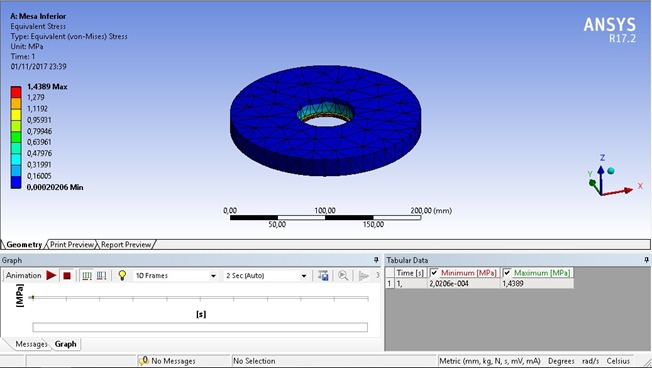 A: Mesa Inferior
Equivalent Stress
Type: Equivalent (von-Mises) Stress
Unit: MPa
Time: 1
01/11/2017 23:39
ANSYS
R17.2
1,4389 Max
1,279
1,1192
0,95931
0,79946
0,63961
0,47976
0,31991
0,16005
0,00020206 Min
Z
Y
X
0,00 100,00 200,00 (mm)
50,00 150,00
Geometry Print Preview Report Preview
Graph
Animation 10 Frames 2 Sec (Auto) 3
[MPa]
[s]
Messages Graph
Tabular Data
Time [s] Minimum [MPa] Maximum [MPa]
1 1, 2,0206e-004 1,4389
No Messages No Selection Metric (mm, kg, N, s, mV, mA) Degrees rad/s Celsius